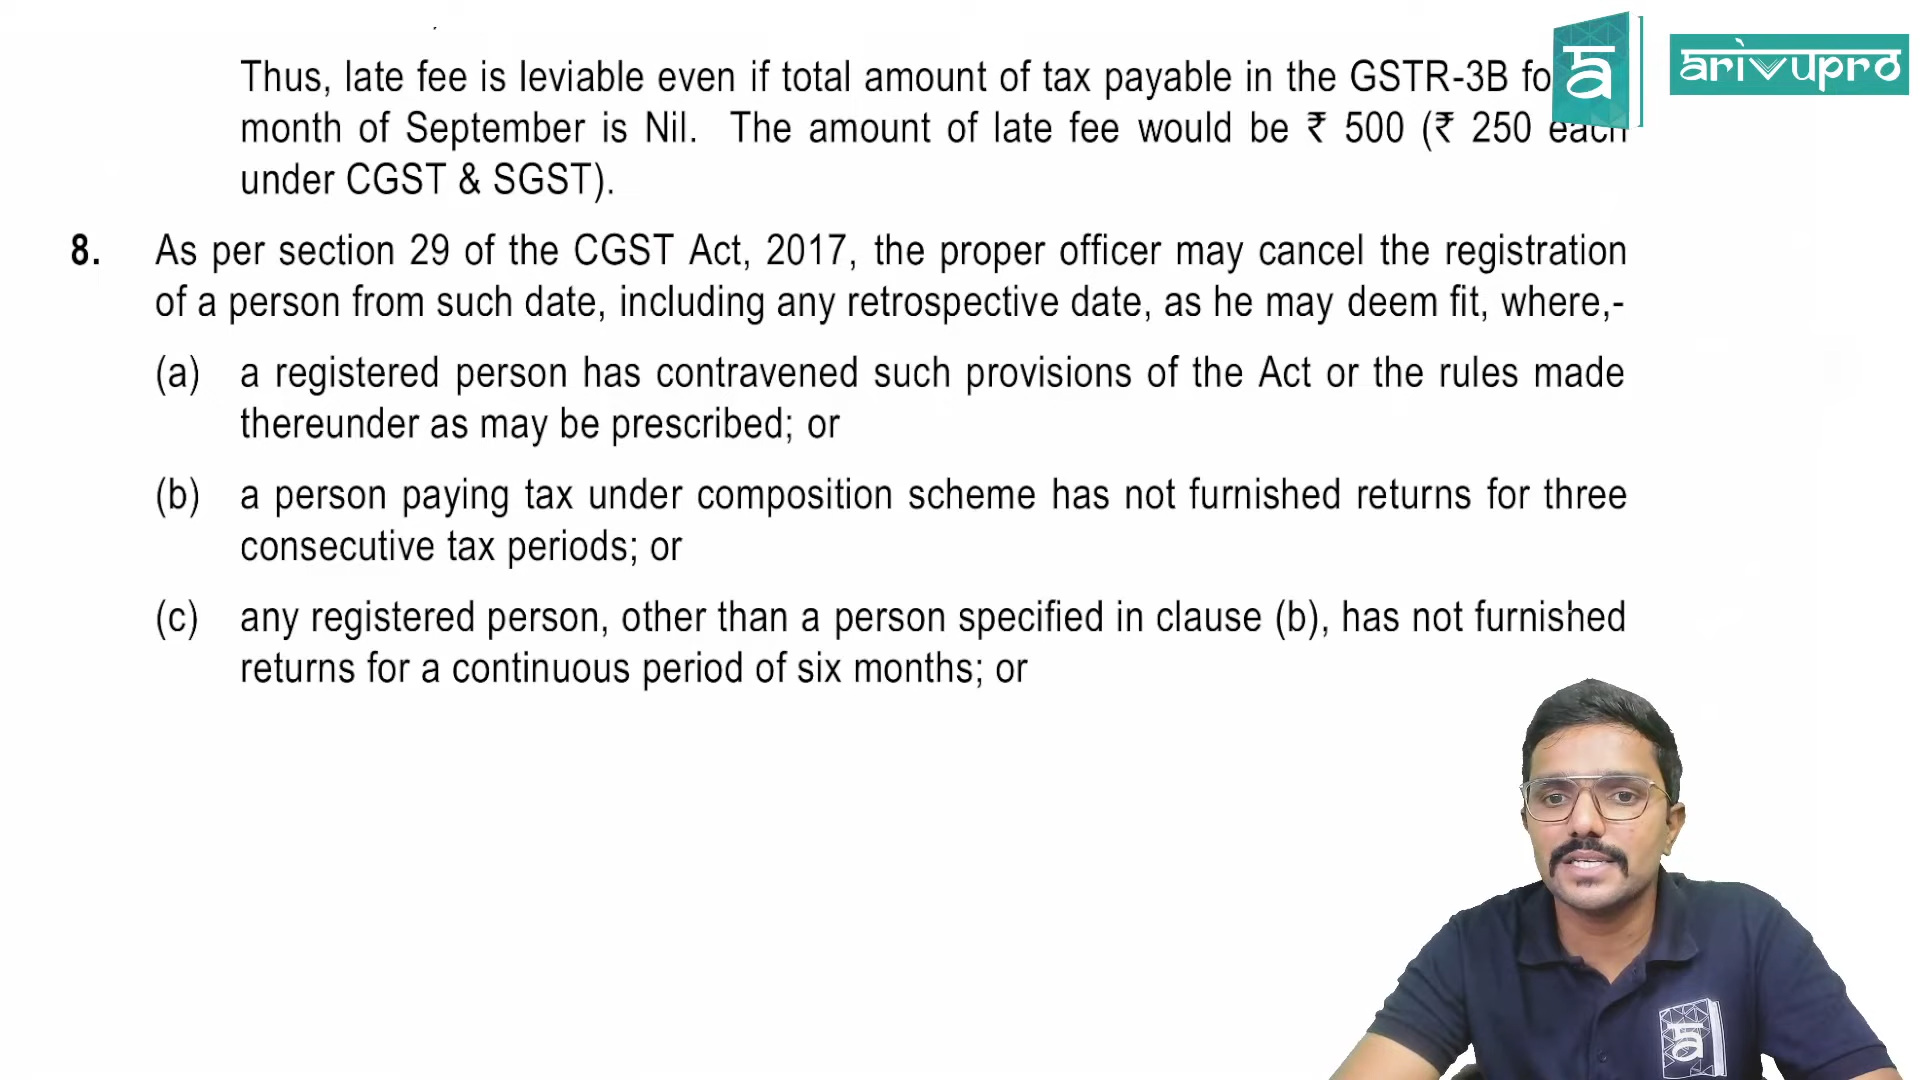 ā arivupro
Thus, late fee is leviable even if total amount of tax payable in the GSTR-3B fo
month of September is Nil. The amount of late fee would be ₹ 500 (₹ 250 each
under CGST & SGST).
8. As per section 29 of the CGST Act, 2017, the proper officer may cancel the registration
of a person from such date, including any retrospective date, as he may deem fit, where,-
(a) a registered person has contravened such provisions of the Act or the rules made
thereunder as may be prescribed; or
(b) a person paying tax under composition scheme has not furnished returns for three
consecutive tax periods; or
(c) any registered person, other than a person specified in clause (b), has not furnished
returns for a continuous period of six months; or
ā